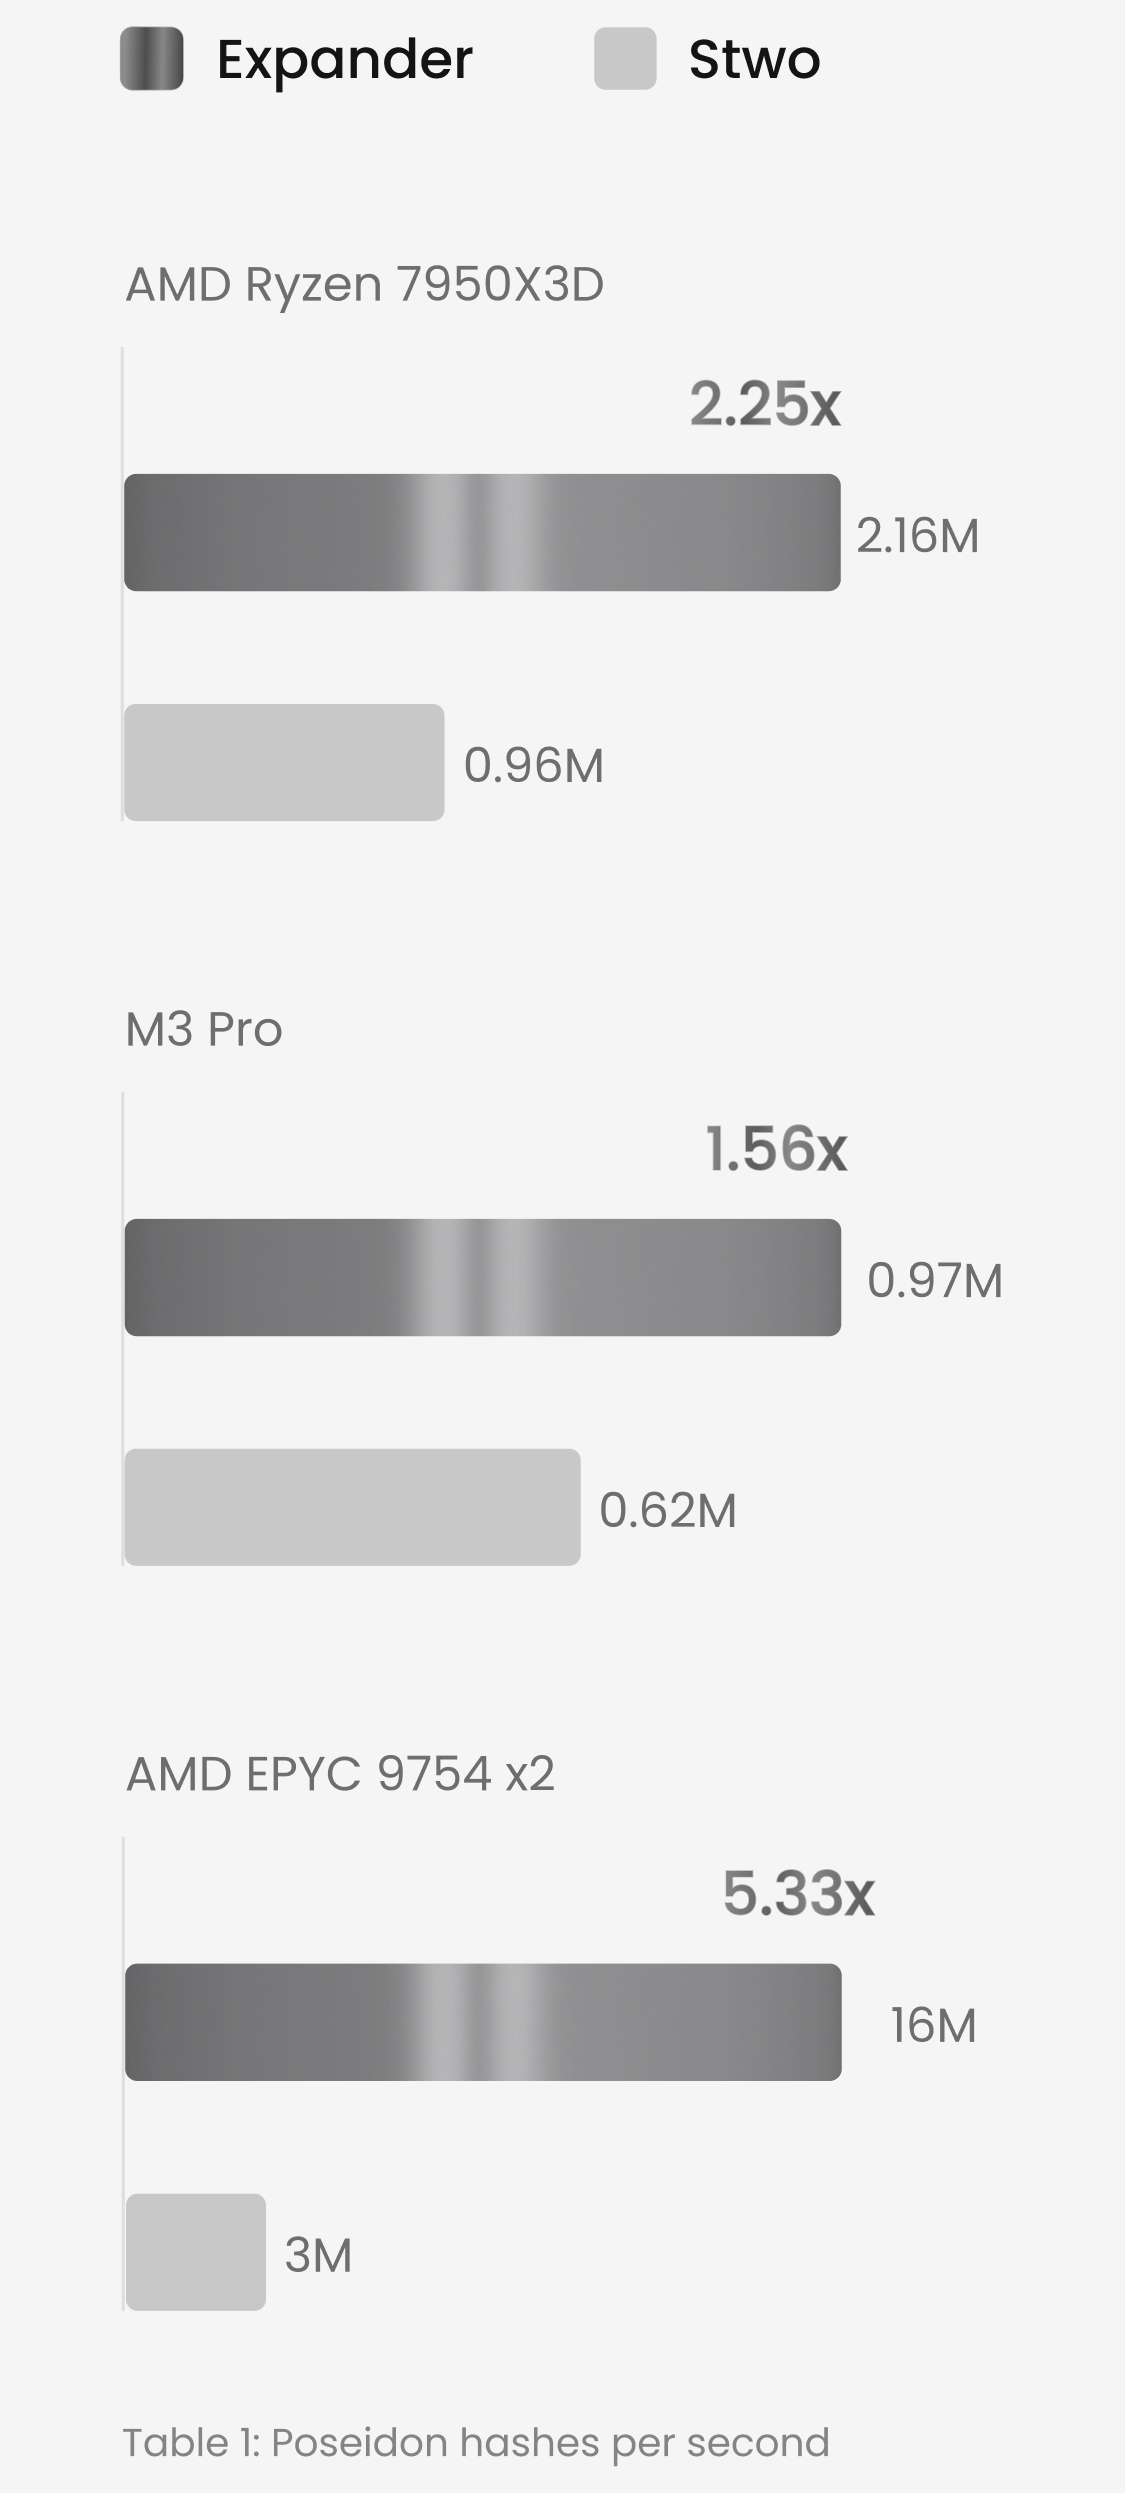 Expander Stwo
AMD Ryzen 7950X3D
2.25x
2.16M
0.96M
M3 Pro
1.56x
0.97M
0.62M
AMD EPYC 9754 x2
5.33x
16M
3M
Table 1: Poseidon hashes per second